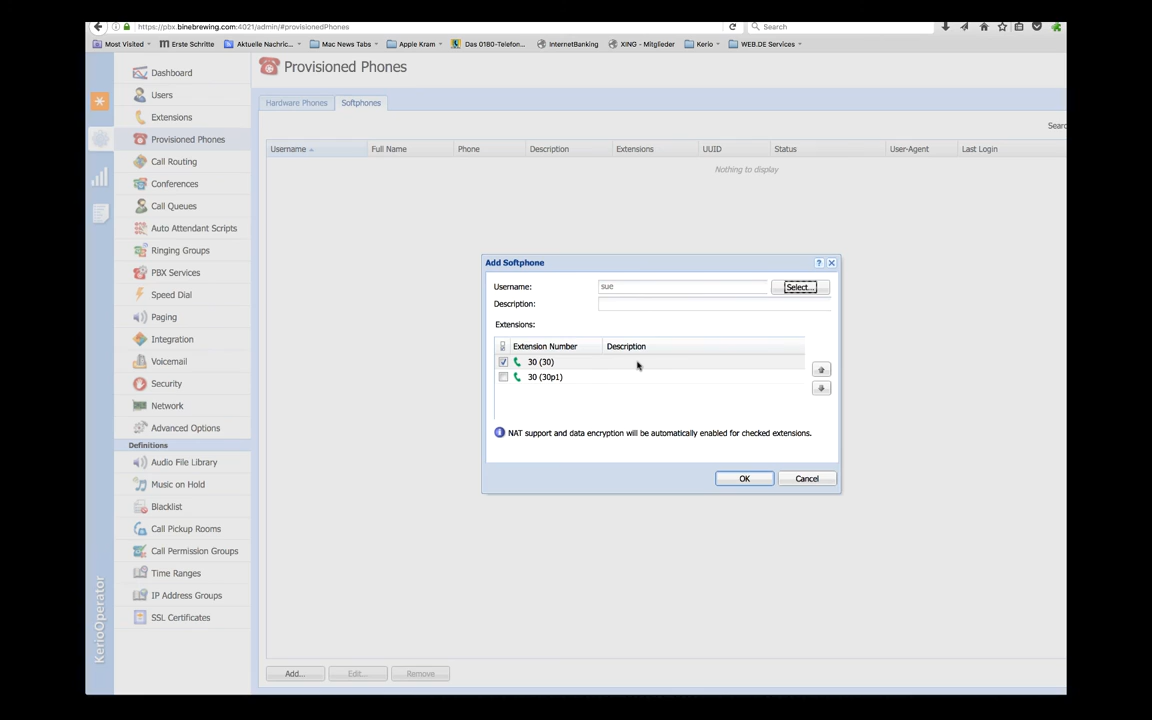 https://pbx.binebrewing.com:4021/admin/#provisionedPhones
Search
Most Visited
Erste Schritte
Aktuelle Nachric...
Mac News Tabs
Apple Kram
Das 0180-Telefon...
InternetBanking
XING - Mitglieder
Kerio
WEB.DE Services
Dashboard
Users
Extensions
Provisioned Phones
Call Routing
Conferences
Call Queues
Auto Attendant Scripts
Ringing Groups
PBX Services
Speed Dial
Paging
Integration
Voicemail
Security
Network
Advanced Options
Definitions
Audio File Library
Music on Hold
Blacklist
Call Pickup Rooms
Call Permission Groups
Time Ranges
IP Address Groups
SSL Certificates
KerioOperator
Provisioned Phones
Hardware Phones
Softphones
Searc
Username
Full Name
Phone
Description
Extensions
UUID
Status
User-Agent
Last Login
Nothing to display
Add Softphone
Username:
sue
Select...
Description:
Extensions:
Extension Number
Description
30 (30)
30 (30p1)
NAT support and data encryption will be automatically enabled for checked extensions.
OK
Cancel
Add...
Edit...
Remove